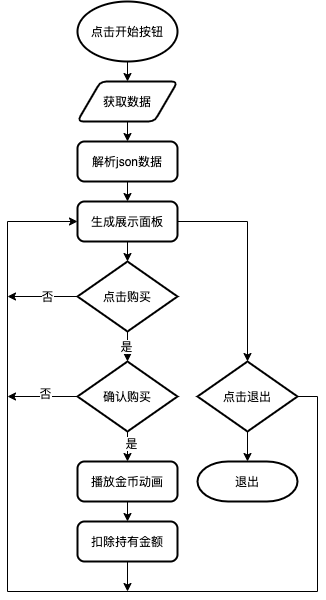 点击开始按钮
获取数据
解析json数据
生成展示面板
否
点击购买
是
否
确认购买
点击退出
是
播放金币动画
退出
扣除持有金额